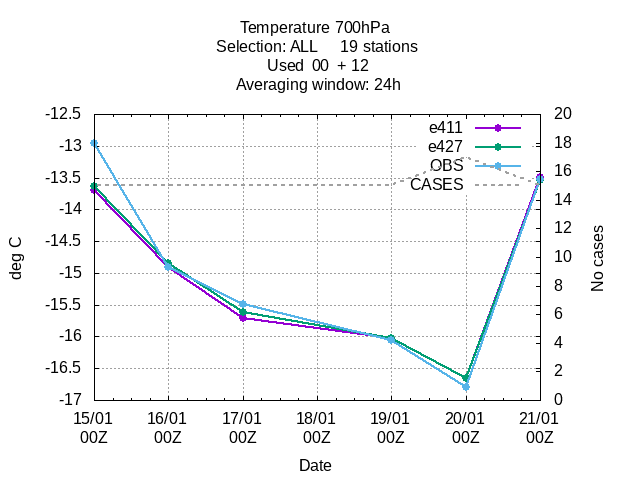 Temperature 700hPa
Selection: ALL 19 stations
Used 00 + 12
Averaging window: 24h
-12.5
-13
-13.5
-14
-14.5
-15
-15.5
-16
-16.5
-17
deg C
e411
e427
OBS
CASES
20
18
16
14
12
10
8
6
4
2
0
No cases
15/01 16/01 17/01 18/01 19/01 20/01 21/01
00Z 00Z 00Z 00Z 00Z 00Z 00Z
Date